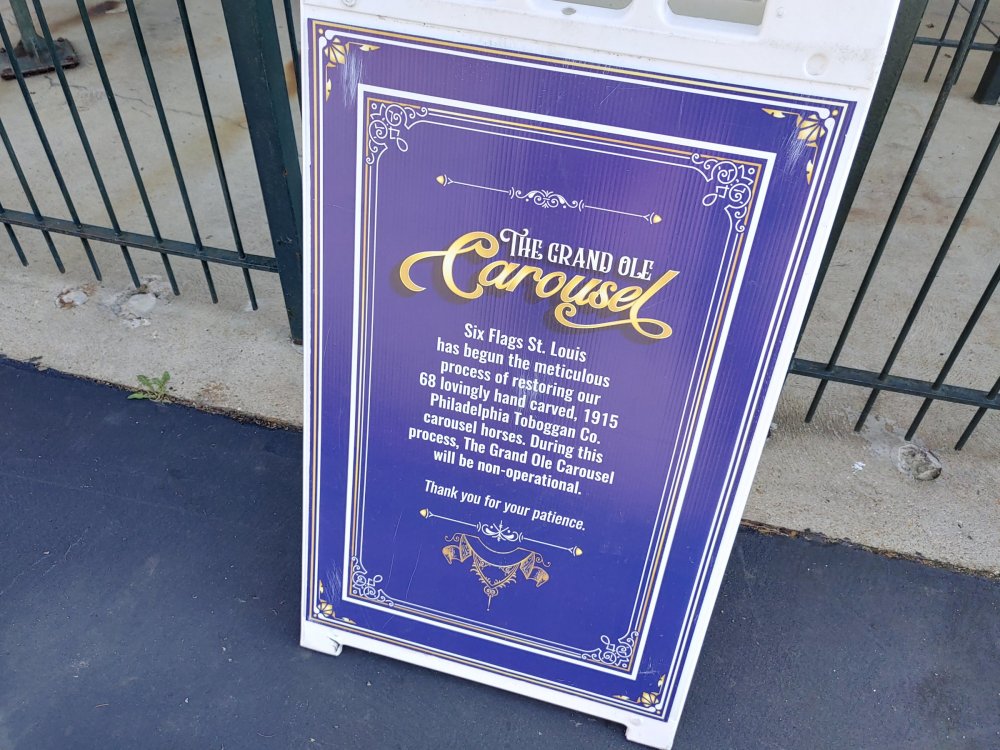 THE GRAND OLE
Carousel
Six Flags St. Louis
has begun the meticulous
process of restoring our
68 lovingly hand carved, 1915
Philadelphia Toboggan Co.
carousel horses. During this
process, The Grand Ole Carousel
will be non-operational.
Thank you for your patience.